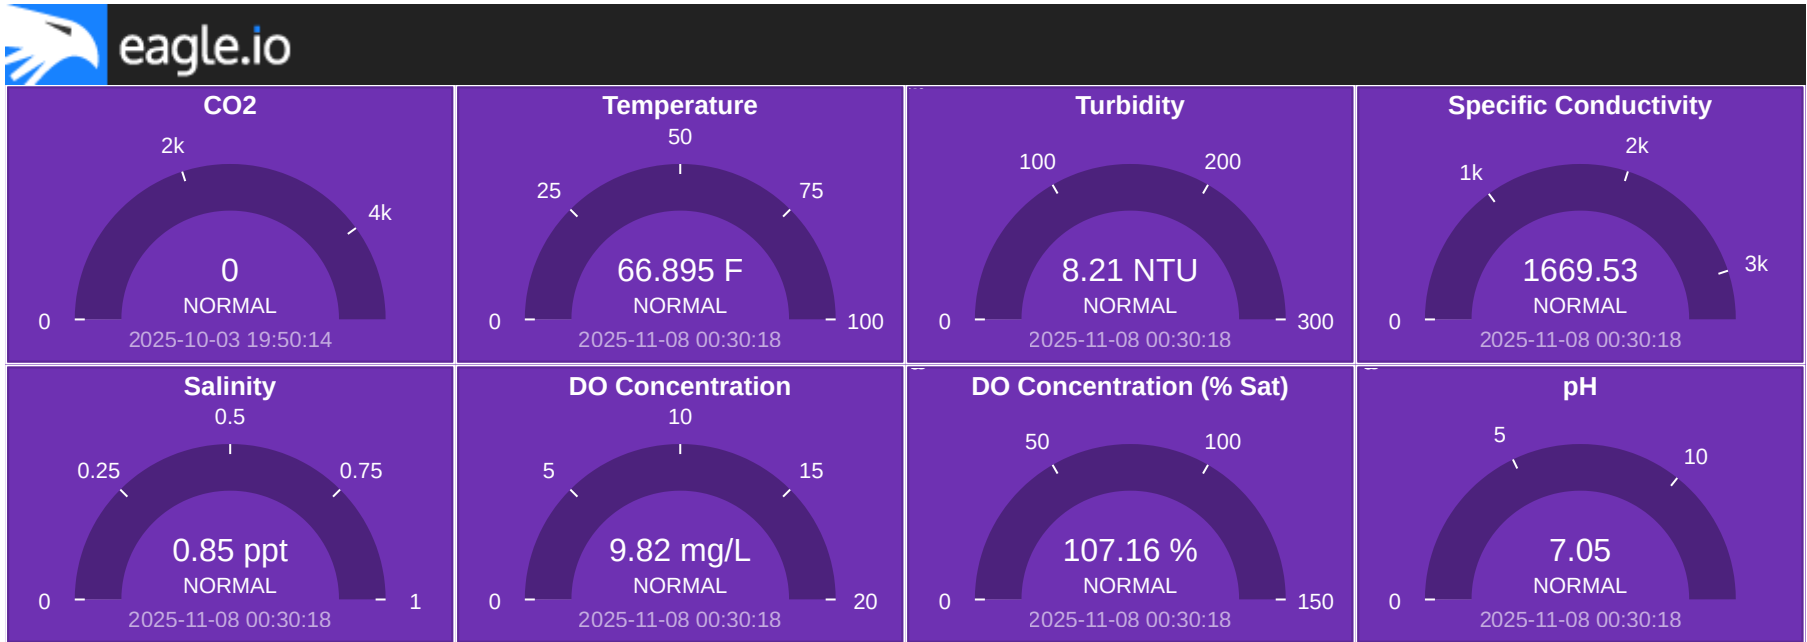 eagle.io
CO2
2k
4k
0
0
NORMAL
2025-10-03 19:50:14
Temperature
50
25
75
66.895 F
NORMAL
0
100
2025-11-08 00:30:18
Turbidity
100
200
8.21 NTU
NORMAL
0
300
2025-11-08 00:30:18
Specific Conductivity
2k
1k
3k
1669.53
NORMAL
0
2025-11-08 00:30:18
Salinity
0.5
0.25
0.75
0.85 ppt
NORMAL
0
1
2025-11-08 00:30:18
DO Concentration
10
5
15
9.82 mg/L
NORMAL
0
20
2025-11-08 00:30:18
DO Concentration (% Sat)
50
100
107.16 %
NORMAL
0
150
2025-11-08 00:30:18
pH
5
10
7.05
NORMAL
0
2025-11-08 00:30:18